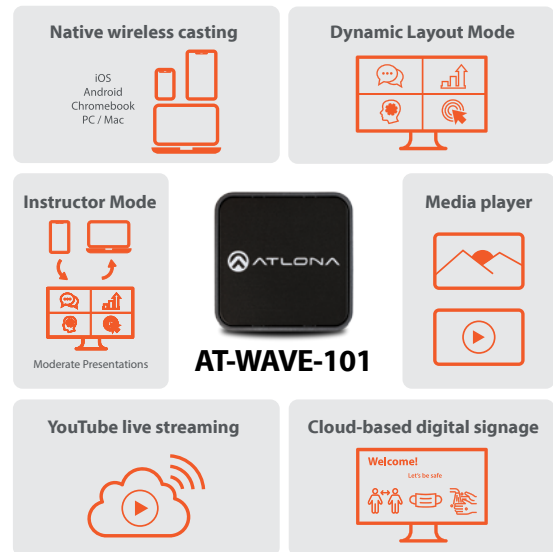 Native wireless casting
iOS
Android
Chromebook
PC / Mac
Dynamic Layout Mode
Instructor Mode
Moderate Presentations
ATLONA
AT-WAVE-101
Media player
YouTube live streaming
Cloud-based digital signage
Welcome!
Let's be safe